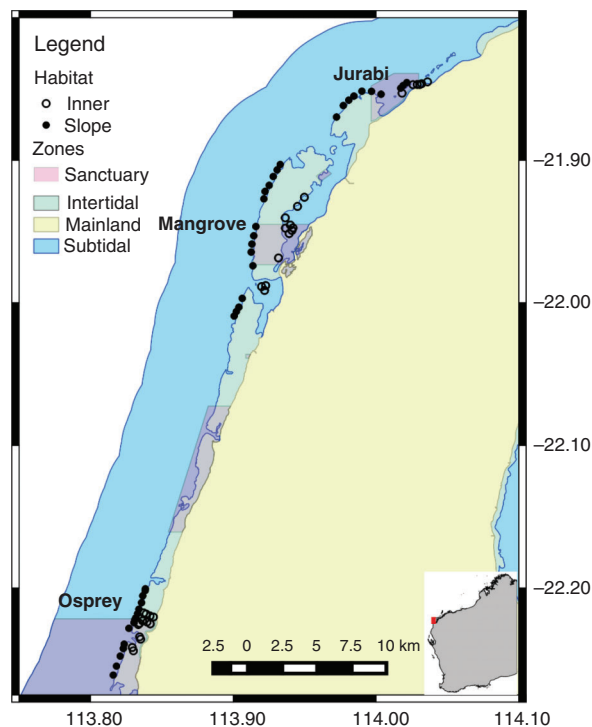 Legend
Habitat
Inner
Slope
Zones
Sanctuary
Intertidal
Mainland
Subtidal
Jurabi
Mangrove
Osprey
–21.90
–22.00
–22.10
–22.20
2.5 0 2.5 5 7.5 10 km
113.80 113.90 114.00 114.10